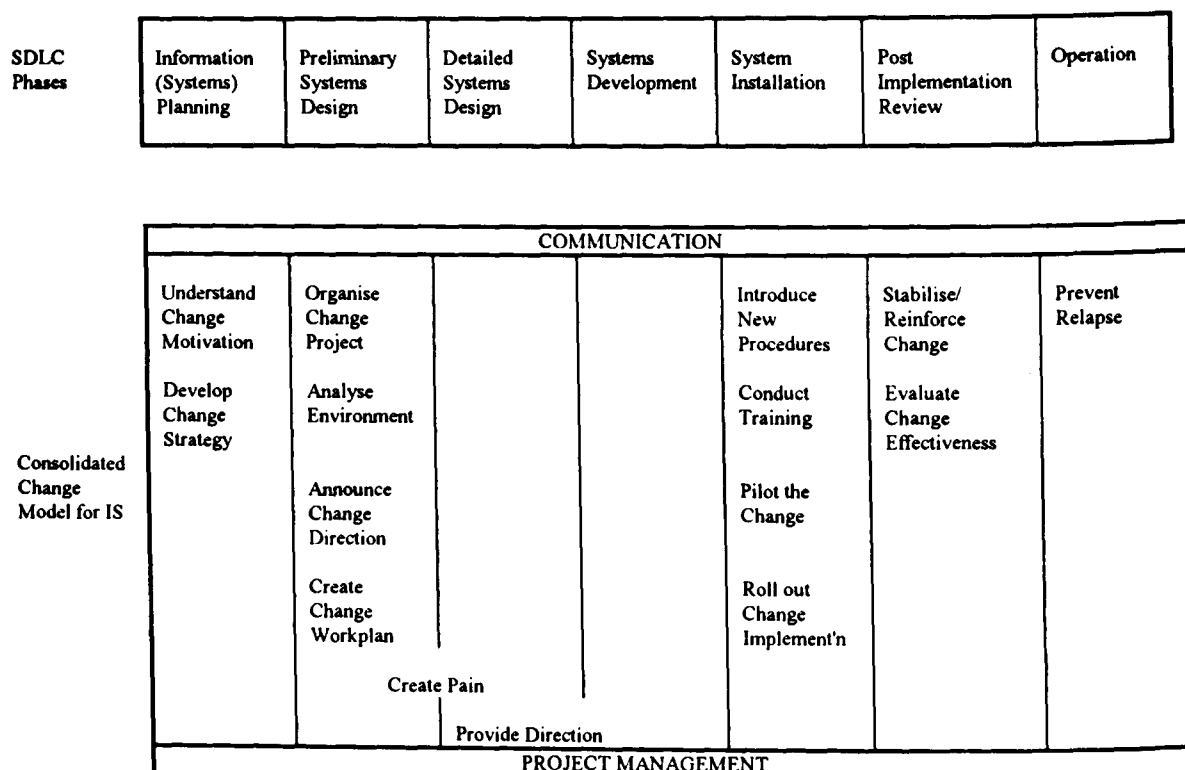 SDLC
Phases
Information
(Systems)
Planning
Preliminary
Systems
Design
Detailed
Systems
Design
Systems
Development
System
Installation
Post
Implementation
Review
Operation
COMMUNICATION
Consolidated
Change
Model for IS
Understand
Change
Motivation
Develop
Change
Strategy
Organise
Change
Project
Analyse
Environment
Announce
Change
Direction
Create
Change
Workplan
Create Pain
Provide Direction
Introduce
New
Procedures
Conduct
Training
Pilot the
Change
Roll out
Change
Implement'n
Stabilise/
Reinforce
Change
Evaluate
Change
Effectiveness
Prevent
Relapse
PROJECT MANAGEMENT